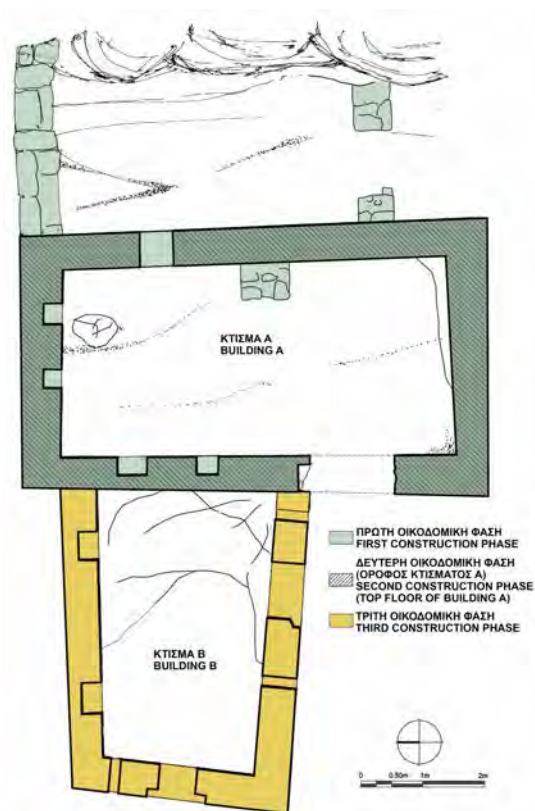 ΚΤΙΣΜΑ Α
BUILDING A
ΠΡΩΤΗ ΟΙΚΟΔΟΜΙΚΗ ΦΑΣΗ
FIRST CONSTRUCTION PHASE
ΔΕΥΤΕΡΗ ΟΙΚΟΔΟΜΙΚΗ ΦΑΣΗ
(ΟΡΟΦΟΣ ΚΤΙΣΜΑΤΟΣ Α)
SECOND CONSTRUCTION PHASE
(TOP FLOOR OF BUILDING A)
ΤΡΙΤΗ ΟΙΚΟΔΟΜΙΚΗ ΦΑΣΗ
THIRD CONSTRUCTION PHASE
ΚΤΙΣΜΑ Β
BUILDING B
0 0.50m 1m 2m